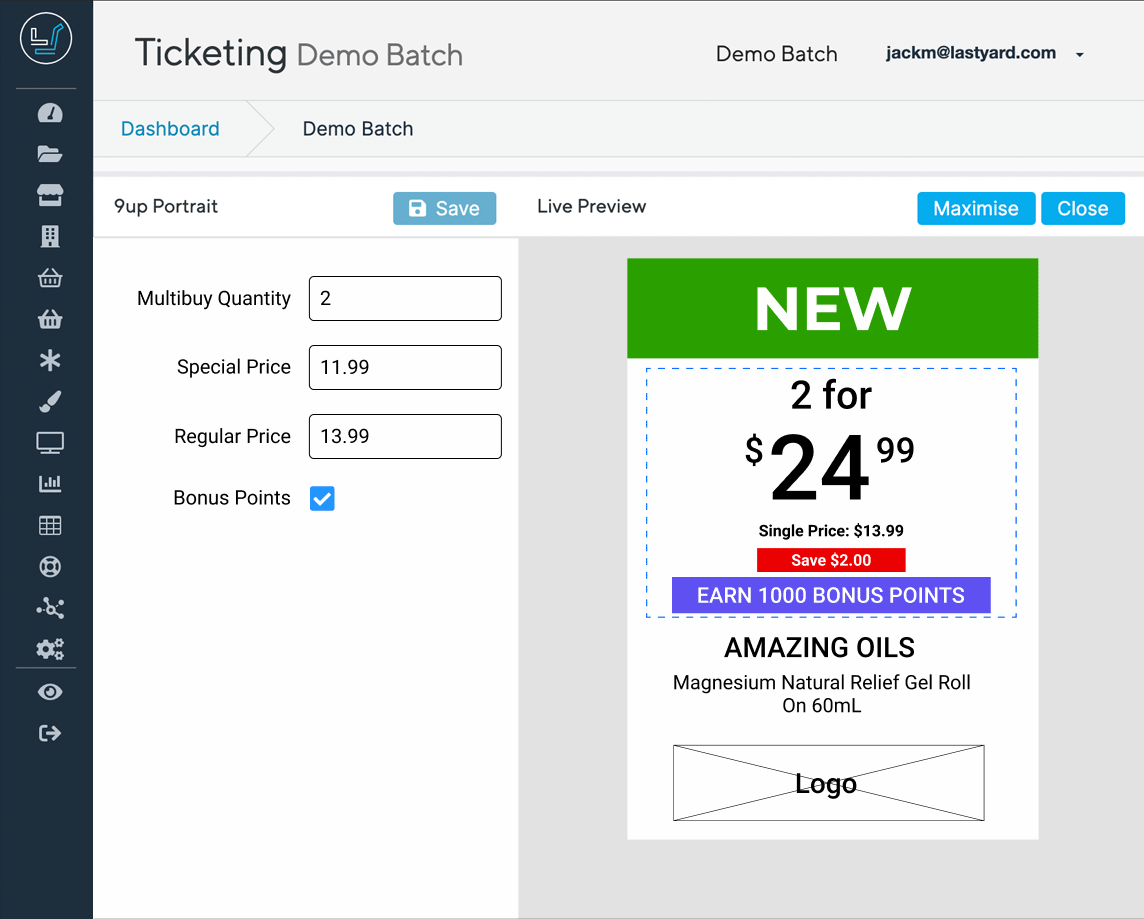 Ticketing Demo Batch
Demo Batch
jackm@lastyard.com
Dashboard
Demo Batch
9up Portrait
Save
Live Preview
Maximise
Close
Multibuy Quantity
2
Special Price
11.99
Regular Price
13.99
Bonus Points
NEW
2 for
$24 99
Single Price: $13.99
Save $2.00
EARN 1000 BONUS POINTS
AMAZING OILS
Magnesium Natural Relief Gel Roll
On 60mL
Logo